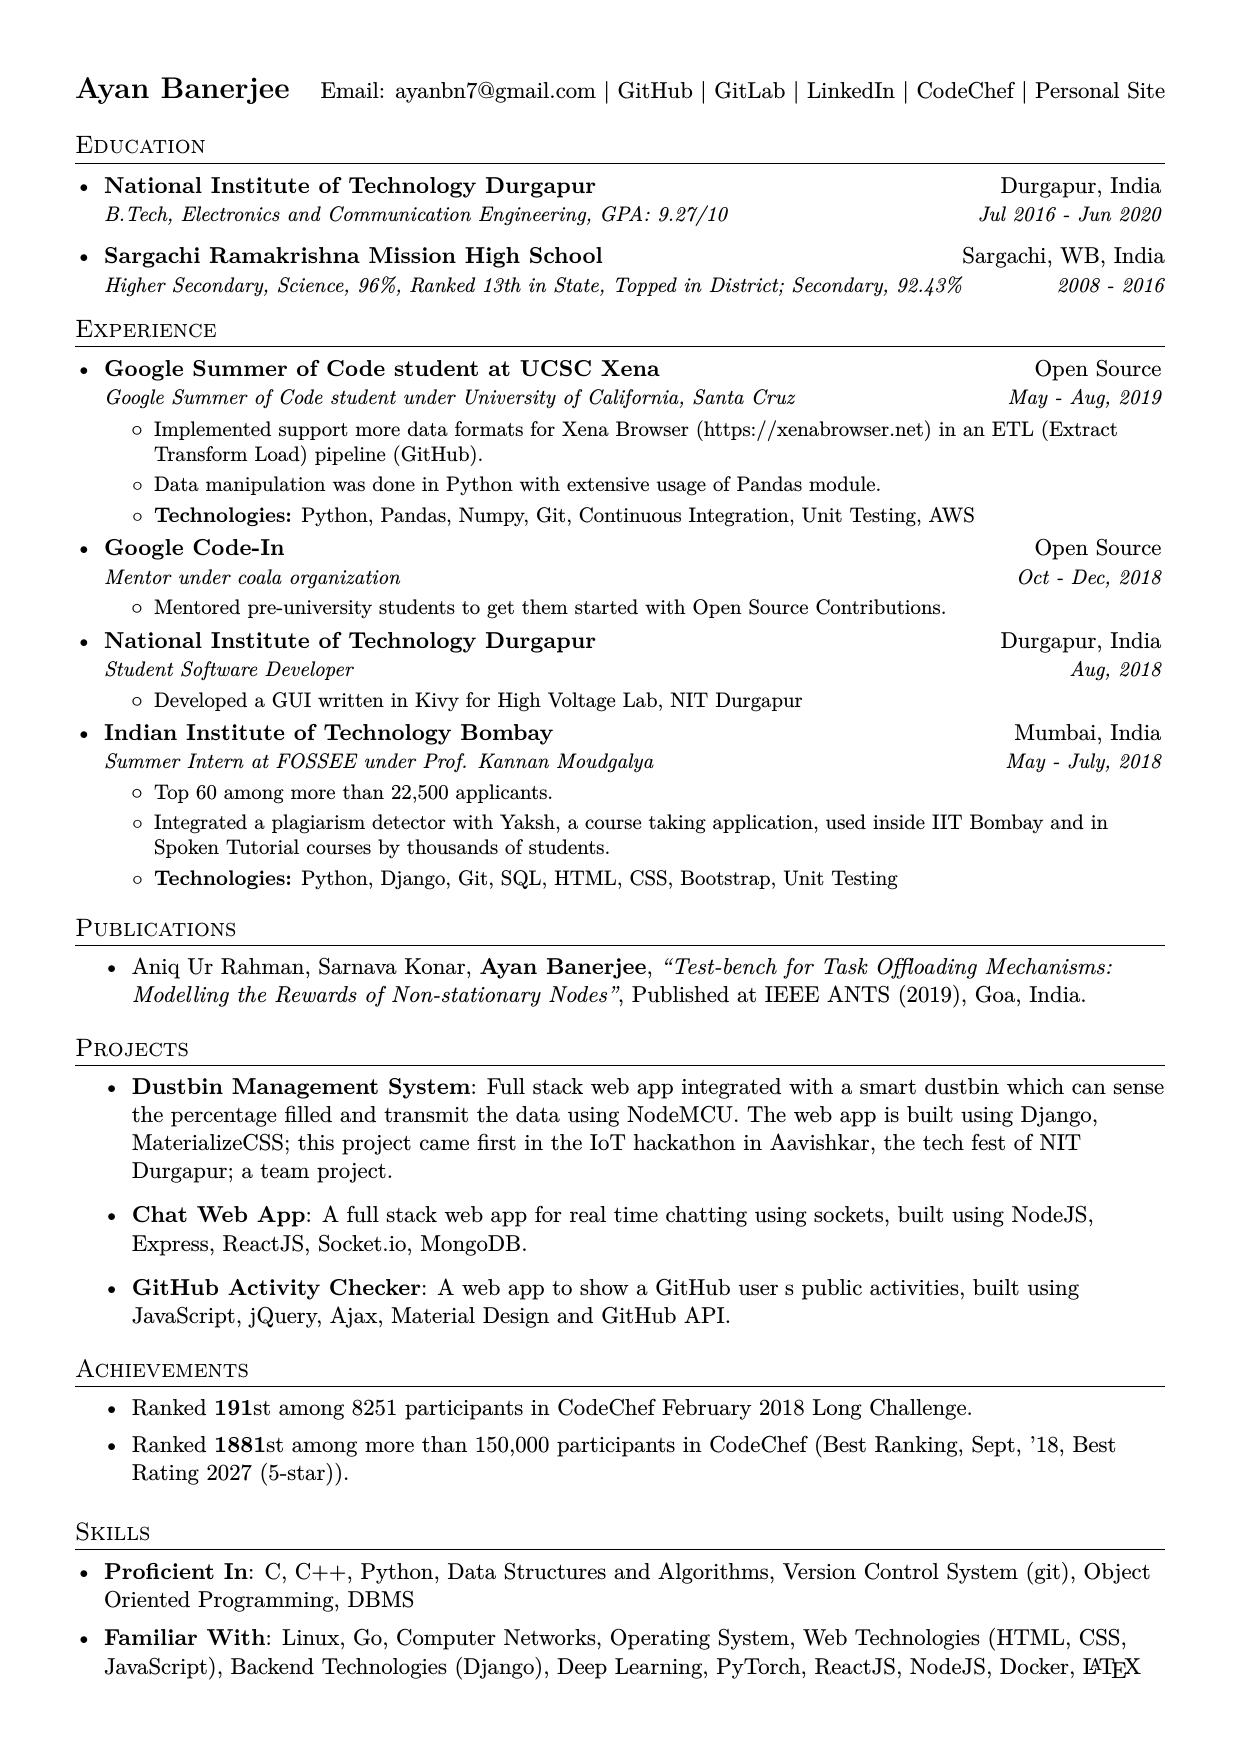 Ayan Banerjee Email: ayanbn7@gmail.com | GitHub | GitLab | LinkedIn | CodeChef | Personal Site
Education
• National Institute of Technology Durgapur Durgapur, India
B.Tech, Electronics and Communication Engineering, GPA: 9.27/10 Jul 2016 - Jun 2020
• Sargachi Ramakrishna Mission High School Sargachi, WB, India
Higher Secondary, Science, 96%, Ranked 13th in State, Topped in District; Secondary, 92.43% 2008 - 2016
Experience
• Google Summer of Code student at UCSC Xena Open Source
Google Summer of Code student under University of California, Santa Cruz May - Aug, 2019
◦ Implemented support more data formats for Xena Browser (https://xenabrowser.net) in an ETL (Extract
Transform Load) pipeline (GitHub).
◦ Data manipulation was done in Python with extensive usage of Pandas module.
◦ Technologies: Python, Pandas, Numpy, Git, Continuous Integration, Unit Testing, AWS
• Google Code-In Open Source
Mentor under coala organization Oct - Dec, 2018
◦ Mentored pre-university students to get them started with Open Source Contributions.
• National Institute of Technology Durgapur Durgapur, India
Student Software Developer Aug, 2018
◦ Developed a GUI written in Kivy for High Voltage Lab, NIT Durgapur
• Indian Institute of Technology Bombay Mumbai, India
Summer Intern at FOSSEE under Prof. Kannan Moudgalya May - July, 2018
◦ Top 60 among more than 22,500 applicants.
◦ Integrated a plagiarism detector with Yaksh, a course taking application, used inside IIT Bombay and in
Spoken Tutorial courses by thousands of students.
◦ Technologies: Python, Django, Git, SQL, HTML, CSS, Bootstrap, Unit Testing
Publications
• Aniq Ur Rahman, Sarnava Konar, Ayan Banerjee, “Test-bench for Task Offloading Mechanisms:
Modelling the Rewards of Non-stationary Nodes”, Published at IEEE ANTS (2019), Goa, India.
Projects
• Dustbin Management System: Full stack web app integrated with a smart dustbin which can sense
the percentage filled and transmit the data using NodeMCU. The web app is built using Django,
MaterializeCSS; this project came first in the IoT hackathon in Aavishkar, the tech fest of NIT
Durgapur; a team project.
• Chat Web App: A full stack web app for real time chatting using sockets, built using NodeJS,
Express, ReactJS, Socket.io, MongoDB.
• GitHub Activity Checker: A web app to show a GitHub user s public activities, built using
JavaScript, jQuery, Ajax, Material Design and GitHub API.
Achievements
• Ranked 191st among 8251 participants in CodeChef February 2018 Long Challenge.
• Ranked 1881st among more than 150,000 participants in CodeChef (Best Ranking, Sept, ’18, Best
Rating 2027 (5-star)).
Skills
• Proficient In: C, C++, Python, Data Structures and Algorithms, Version Control System (git), Object
Oriented Programming, DBMS
• Familiar With: Linux, Go, Computer Networks, Operating System, Web Technologies (HTML, CSS,
JavaScript), Backend Technologies (Django), Deep Learning, PyTorch, ReactJS, NodeJS, Docker, LATEX